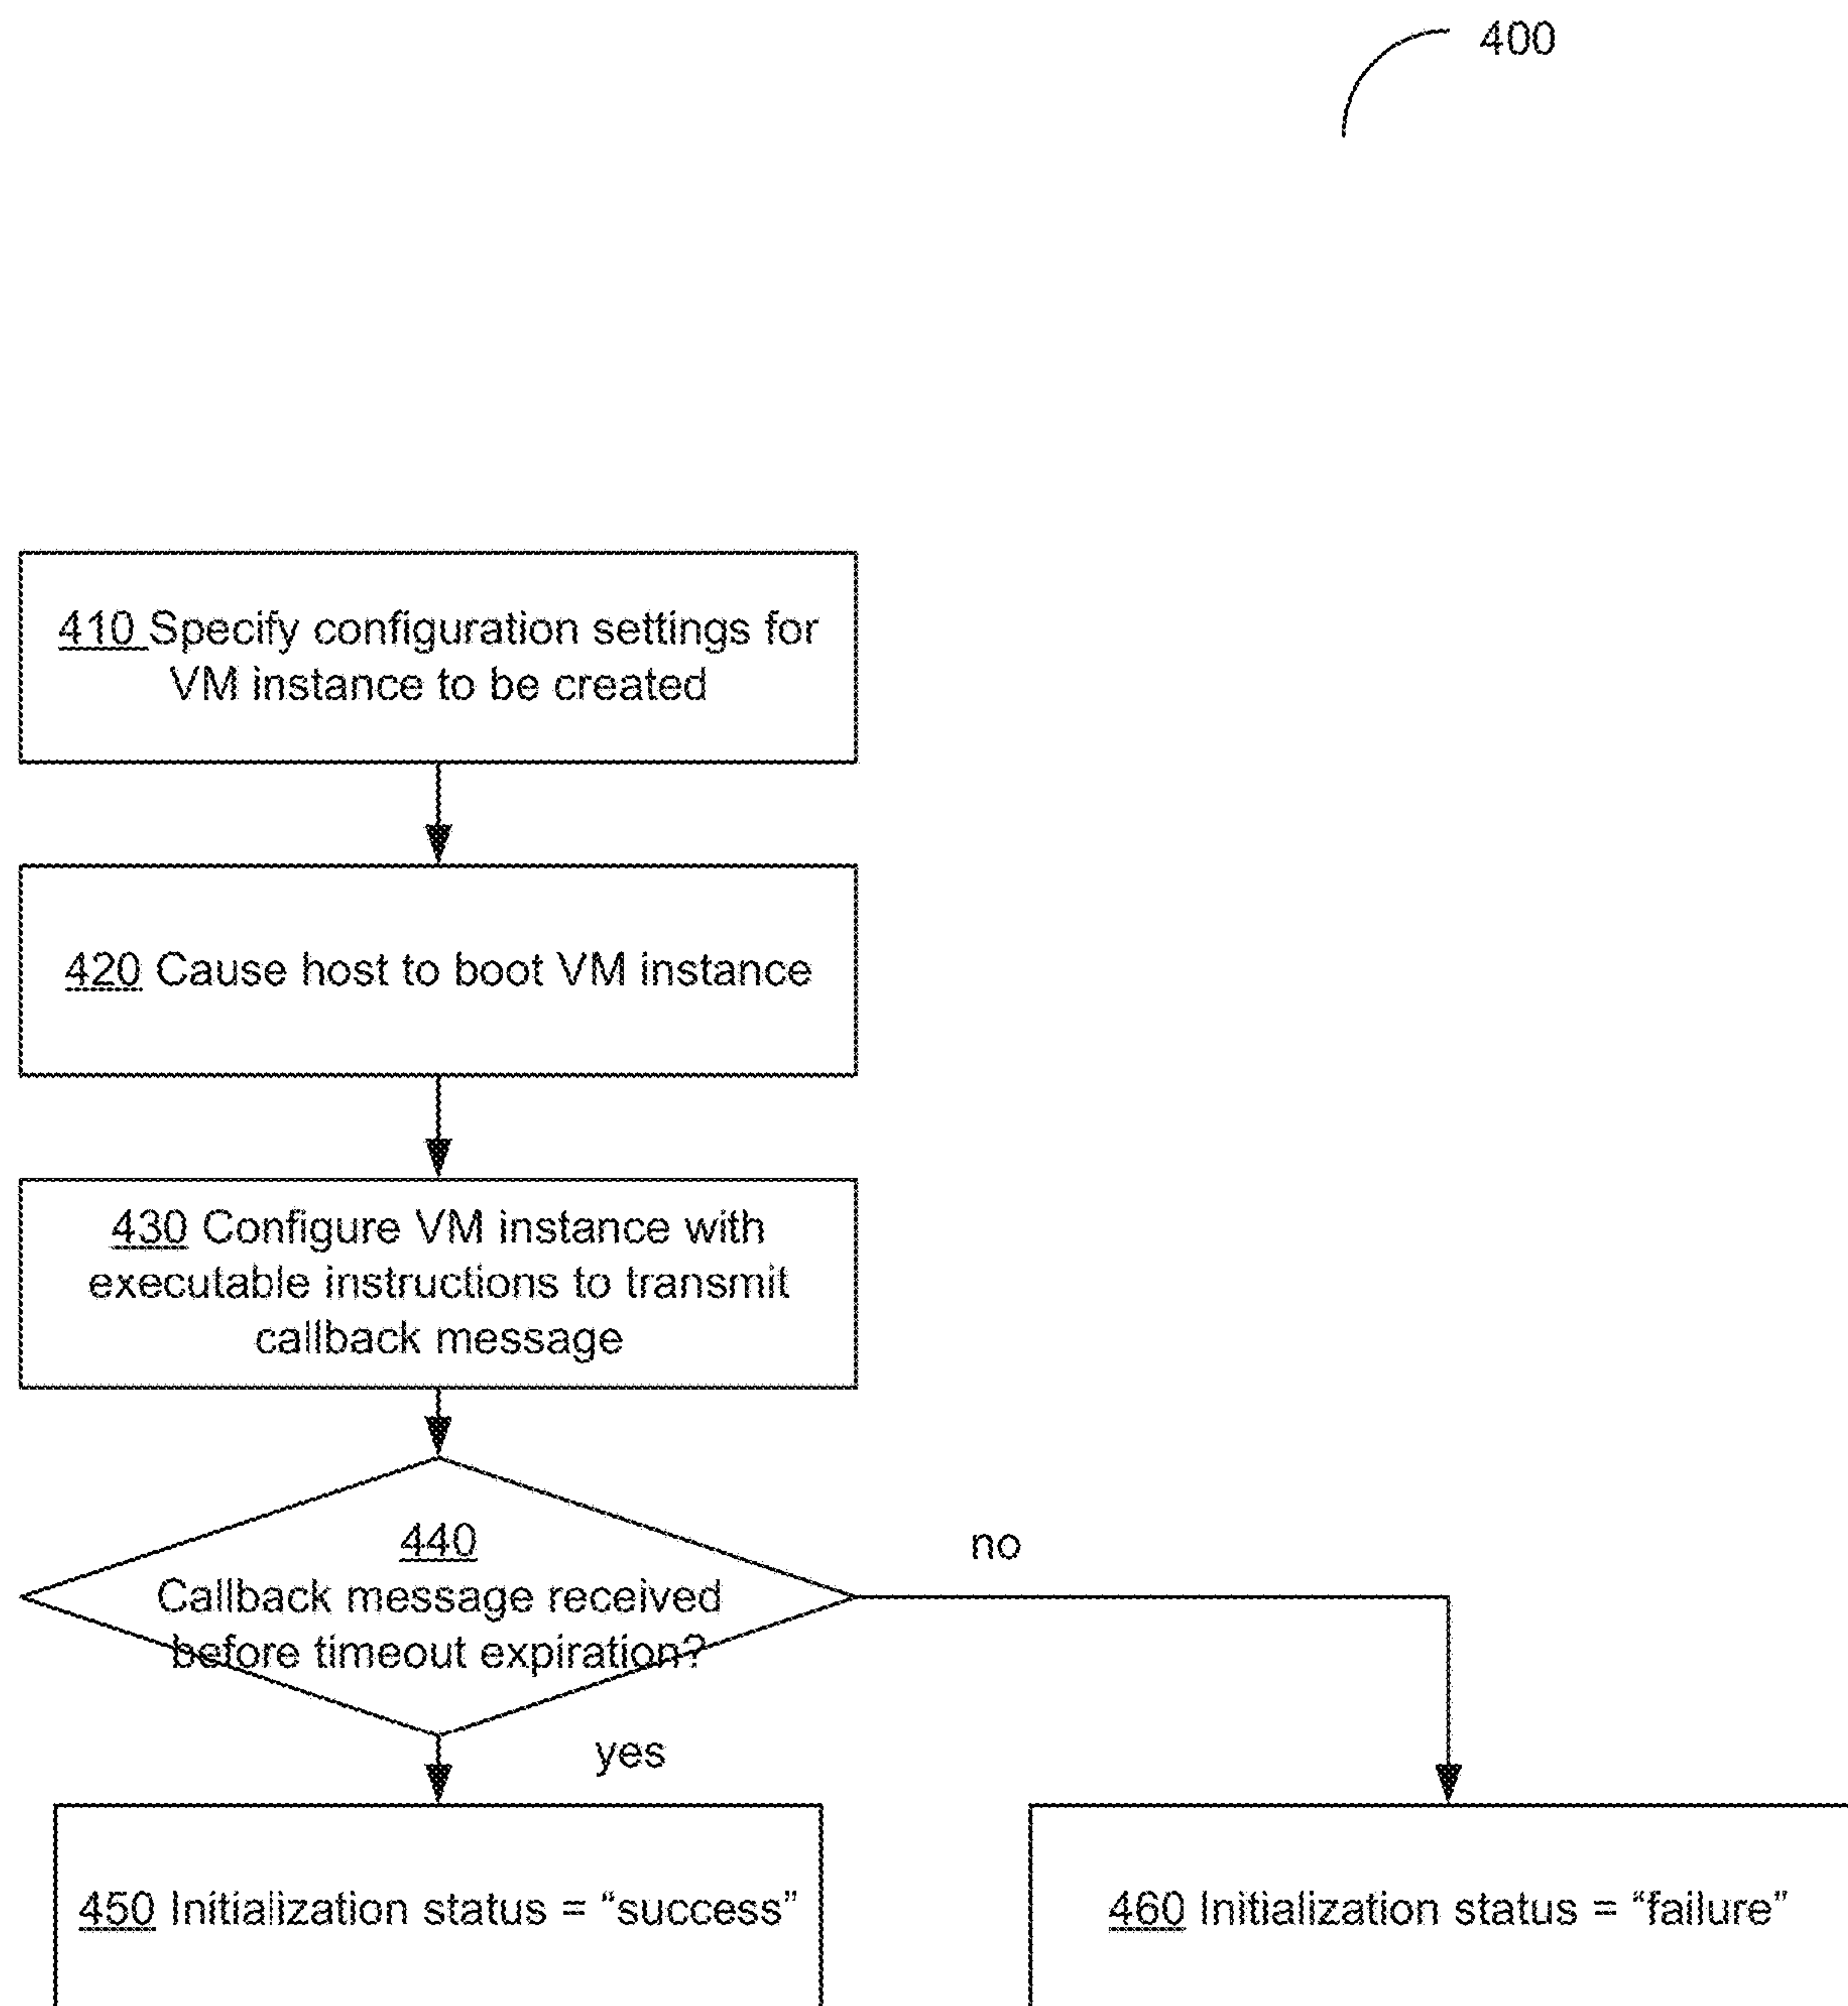 400
410 Specify configuration settings for
VM instance to be created
420 Cause host to boot VM instance
430 Configure VM instance with
executable instructions to transmit
callback message
440
Callback message received
before timeout expiration?
no
yes
450 Initialization status = “success”
460 Initialization status = “failure”